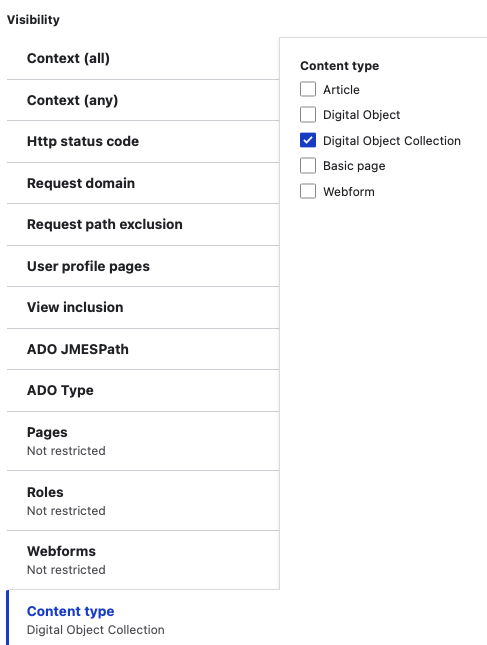 Visibility
Context (all)
Context (any)
Http status code
Request domain
Request path exclusion
User profile pages
View inclusion
ADO JMESPath
ADO Type
Pages
Not restricted
Roles
Not restricted
Webforms
Not restricted
Content type
Digital Object Collection
Content type
Article
Digital Object
Digital Object Collection
Basic page
Webform